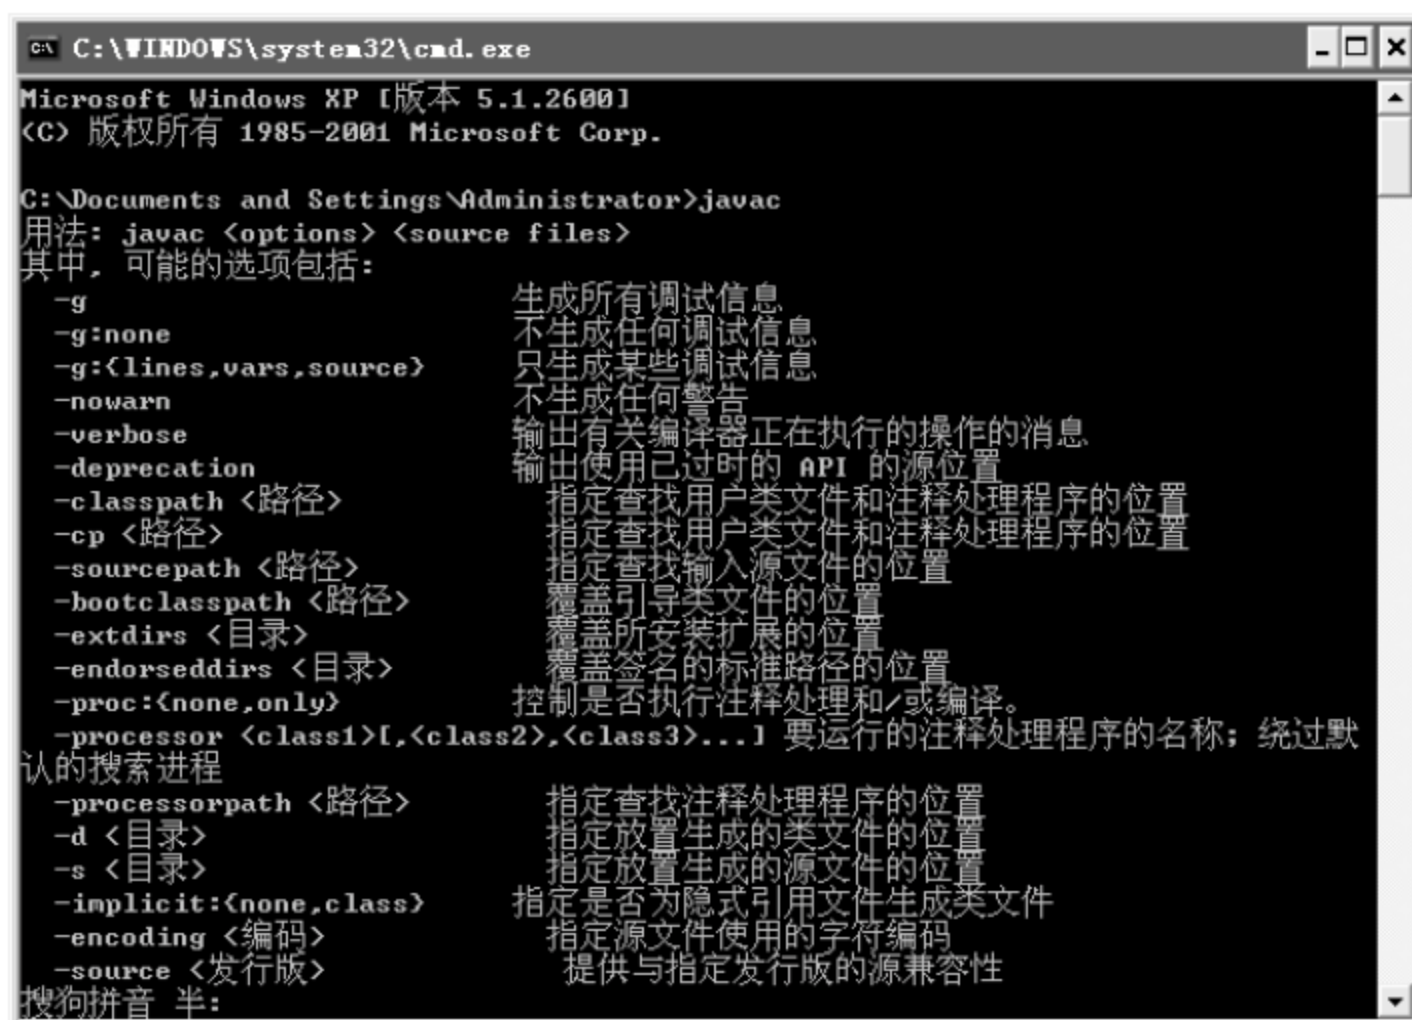 C:\WINDOWS\system32\cmd.exe
Microsoft Windows XP [版本 5.1.2600]
(C) 版权所有 1985-2001 Microsoft Corp.
C:\Documents and Settings\Administrator>javac
用法: javac <options> <source files>
其中, 可能的选项包括:
-g 生成所有调试信息
-g:none 不生成任何调试信息
-g:{lines,vars,source} 只生成某些调试信息
-nowarn 不生成任何警告
-verbose 输出有关编译器正在执行的操作的消息
-deprecation 输出使用已过时的 API 的源位置
-classpath <路径> 指定查找用户类文件和注释处理程序的位置
-cp <路径> 指定查找用户类文件和注释处理程序的位置
-sourcepath <路径> 指定查找输入源文件的位置
-bootclasspath <路径> 覆盖引导类文件的位置
-extdirs <目录> 覆盖所安装扩展的位置
-endorseddirs <目录> 覆盖签名的标准路径的位置
-proc:{none,only} 控制是否执行注释处理和/或编译。
-processor <class1>[,<class2>,<class3>...] 要运行的注释处理程序的名称; 绕过默
认的搜索进程
-processorpath <路径> 指定查找注释处理程序的位置
-d <目录> 指定放置生成的类文件的位置
-s <目录> 指定放置生成的源文件的位置
-implicit:{none,class} 指定是否为隐式引用文件生成类文件
-encoding <编码> 指定源文件使用的字符编码
-source <发行版> 提供与指定发行版的源兼容性
搜狗拼音 半: